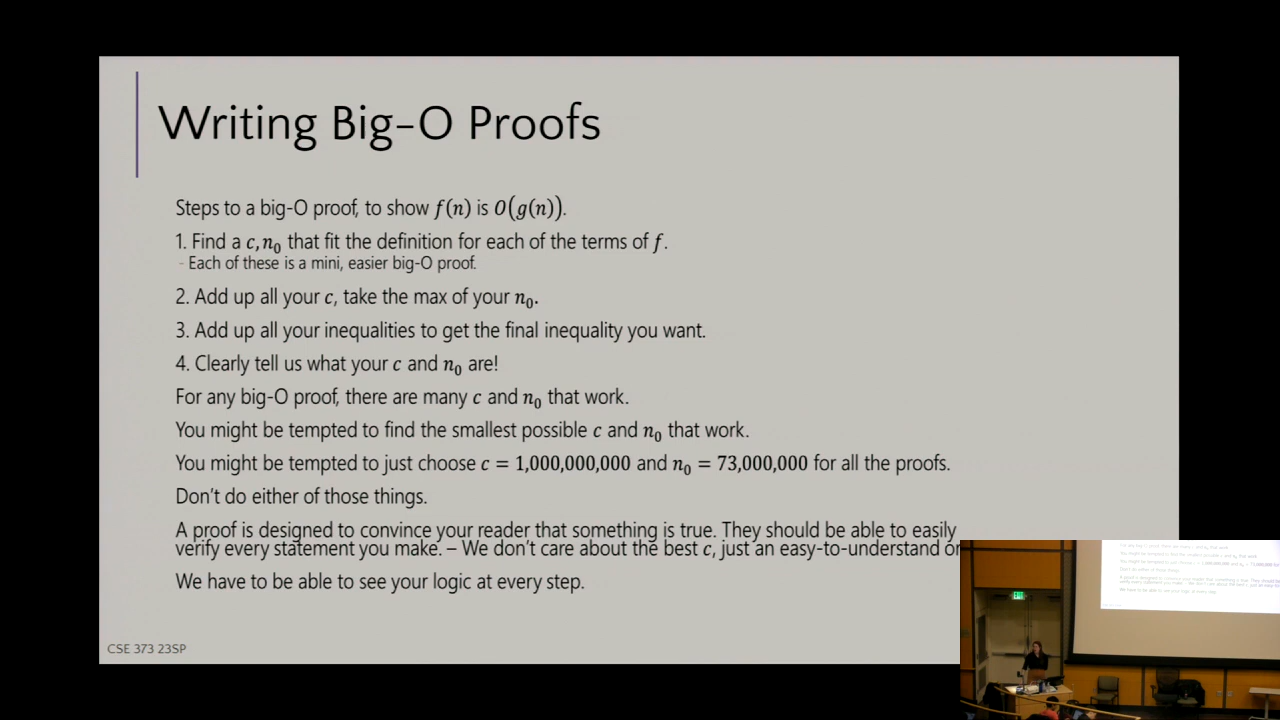 Writing Big-O Proofs
Steps to a big-O proof, to show f(n) is O(g(n)).
1. Find a c, n₀ that fit the definition for each of the terms of f.
- Each of these is a mini, easier big-O proof.
2. Add up all your c, take the max of your n₀.
3. Add up all your inequalities to get the final inequality you want.
4. Clearly tell us what your c and n₀ are!
For any big-O proof, there are many c and n₀ that work.
You might be tempted to find the smallest possible c and n₀ that work.
You might be tempted to just choose c = 1,000,000,000 and n₀ = 73,000,000 for all the proofs.
Don't do either of those things.
A proof is designed to convince your reader that something is true. They should be able to easily
verify every statement you make. – We don't care about the best c, just an easy-to-understand
We have to be able to see your logic at every step.
CSE 373 23SP